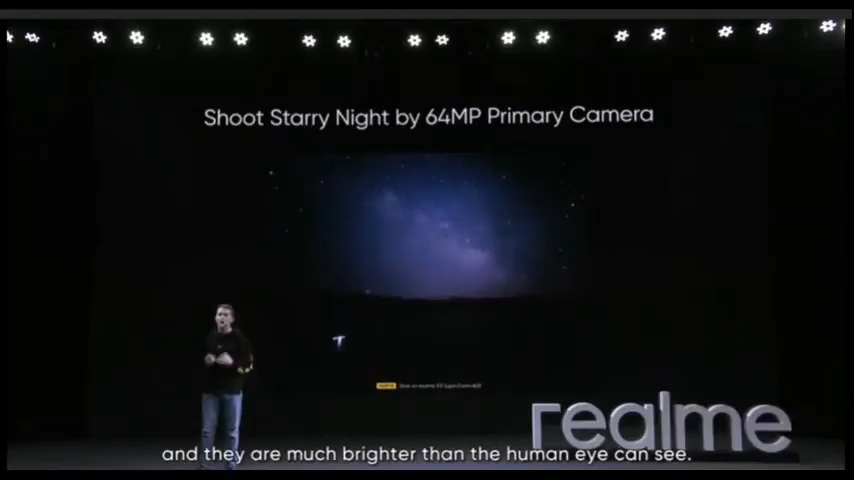 Shoot Starry Night by 64MP Primary Camera
realme
and they are much brighter than the human eye can see.